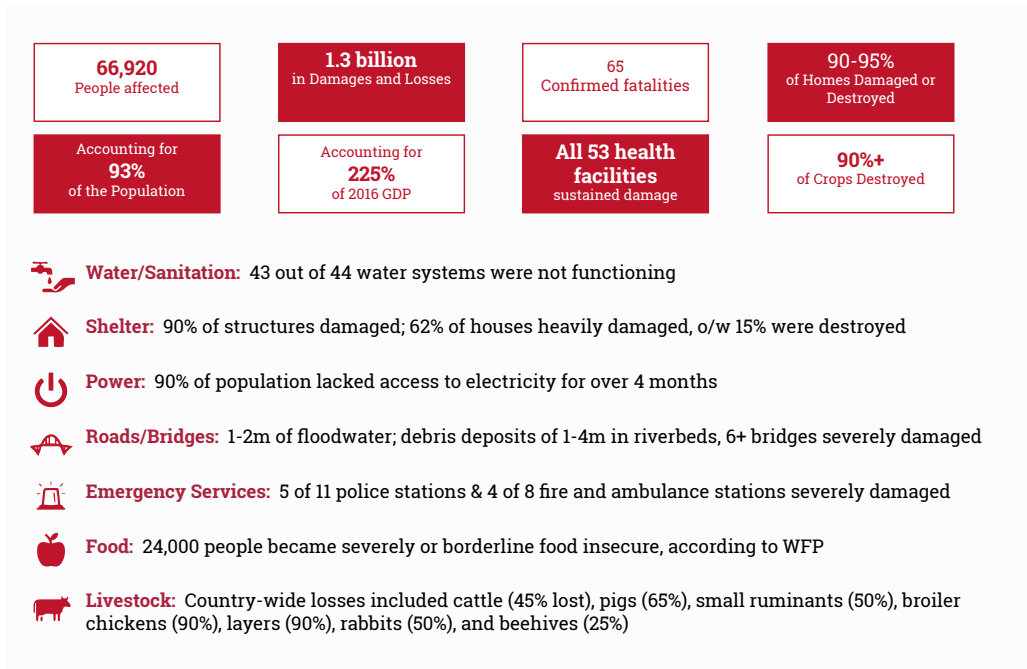 66,920
People affected
1.3 billion
in Damages and Losses
65
Confirmed fatalities
90-95%
of Homes Damaged or
Destroyed
Accounting for
93%
of the Population
Accounting for
225%
of 2016 GDP
All 53 health
facilities
sustained damage
90%+
of Crops Destroyed
Water/Sanitation: 43 out of 44 water systems were not functioning
Shelter: 90% of structures damaged; 62% of houses heavily damaged, o/w 15% were destroyed
Power: 90% of population lacked access to electricity for over 4 months
Roads/Bridges: 1-2m of floodwater; debris deposits of 1-4m in riverbeds, 6+ bridges severely damaged
Emergency Services: 5 of 11 police stations & 4 of 8 fire and ambulance stations severely damaged
Food: 24,000 people became severely or borderline food insecure, according to WFP
Livestock: Country-wide losses included cattle (45% lost), pigs (65%), small ruminants (50%), broiler
chickens (90%), layers (90%), rabbits (50%), and beehives (25%)